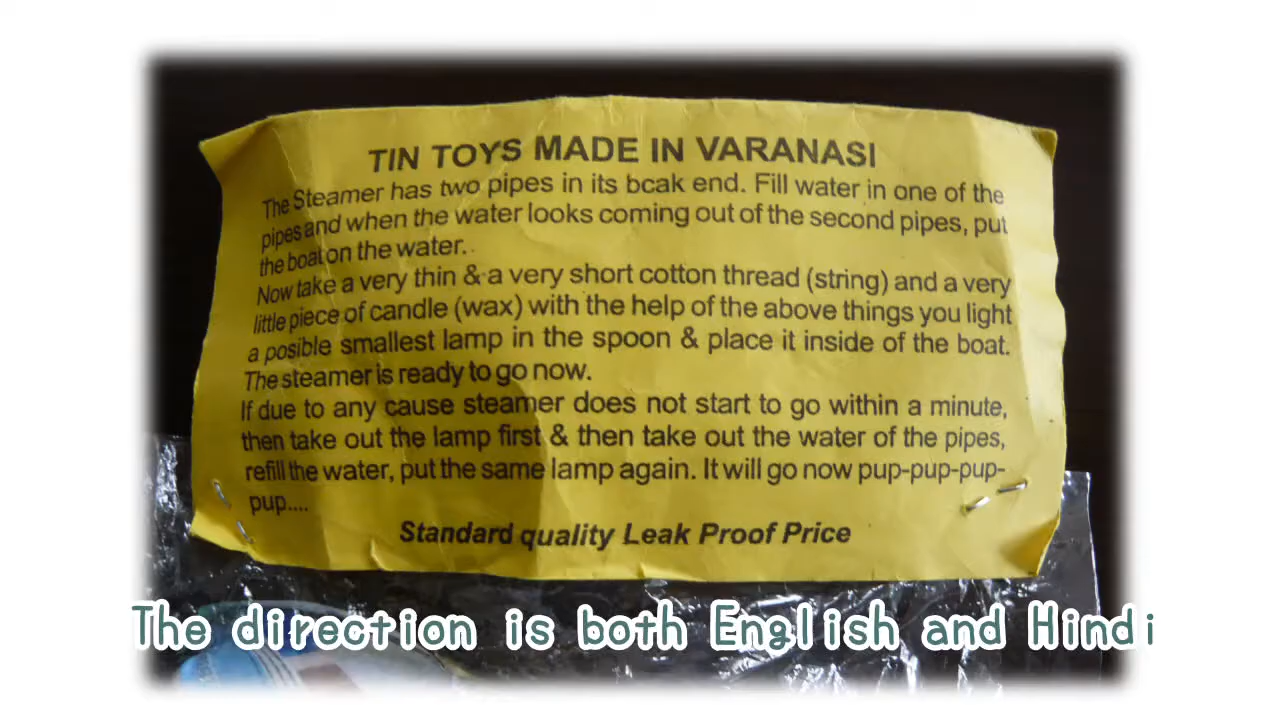 TIN TOYS MADE IN VARANASI
The Steamer has two pipes in its bcak end. Fill water in one of the
pipes and when the water looks coming out of the second pipes, put
the boat on the water.
Now take a very thin & a very short cotton thread (string) and a very
little piece of candle (wax) with the help of the above things you light
a posible smallest lamp in the spoon & place it inside of the boat.
The steamer is ready to go now.
If due to any cause steamer does not start to go within a minute,
then take out the lamp first & then take out the water of the pipes,
refill the water, put the same lamp again. It will go now pup-pup-pup-
pup....
Standard quality Leak Proof Price
The direction is both English and Hindi